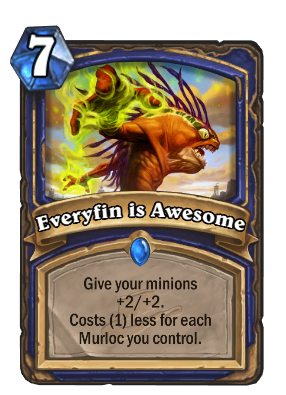 7
Everyfin is Awesome
Give your minions
+2/+2.
Costs (1) less for each
Murloc you control.